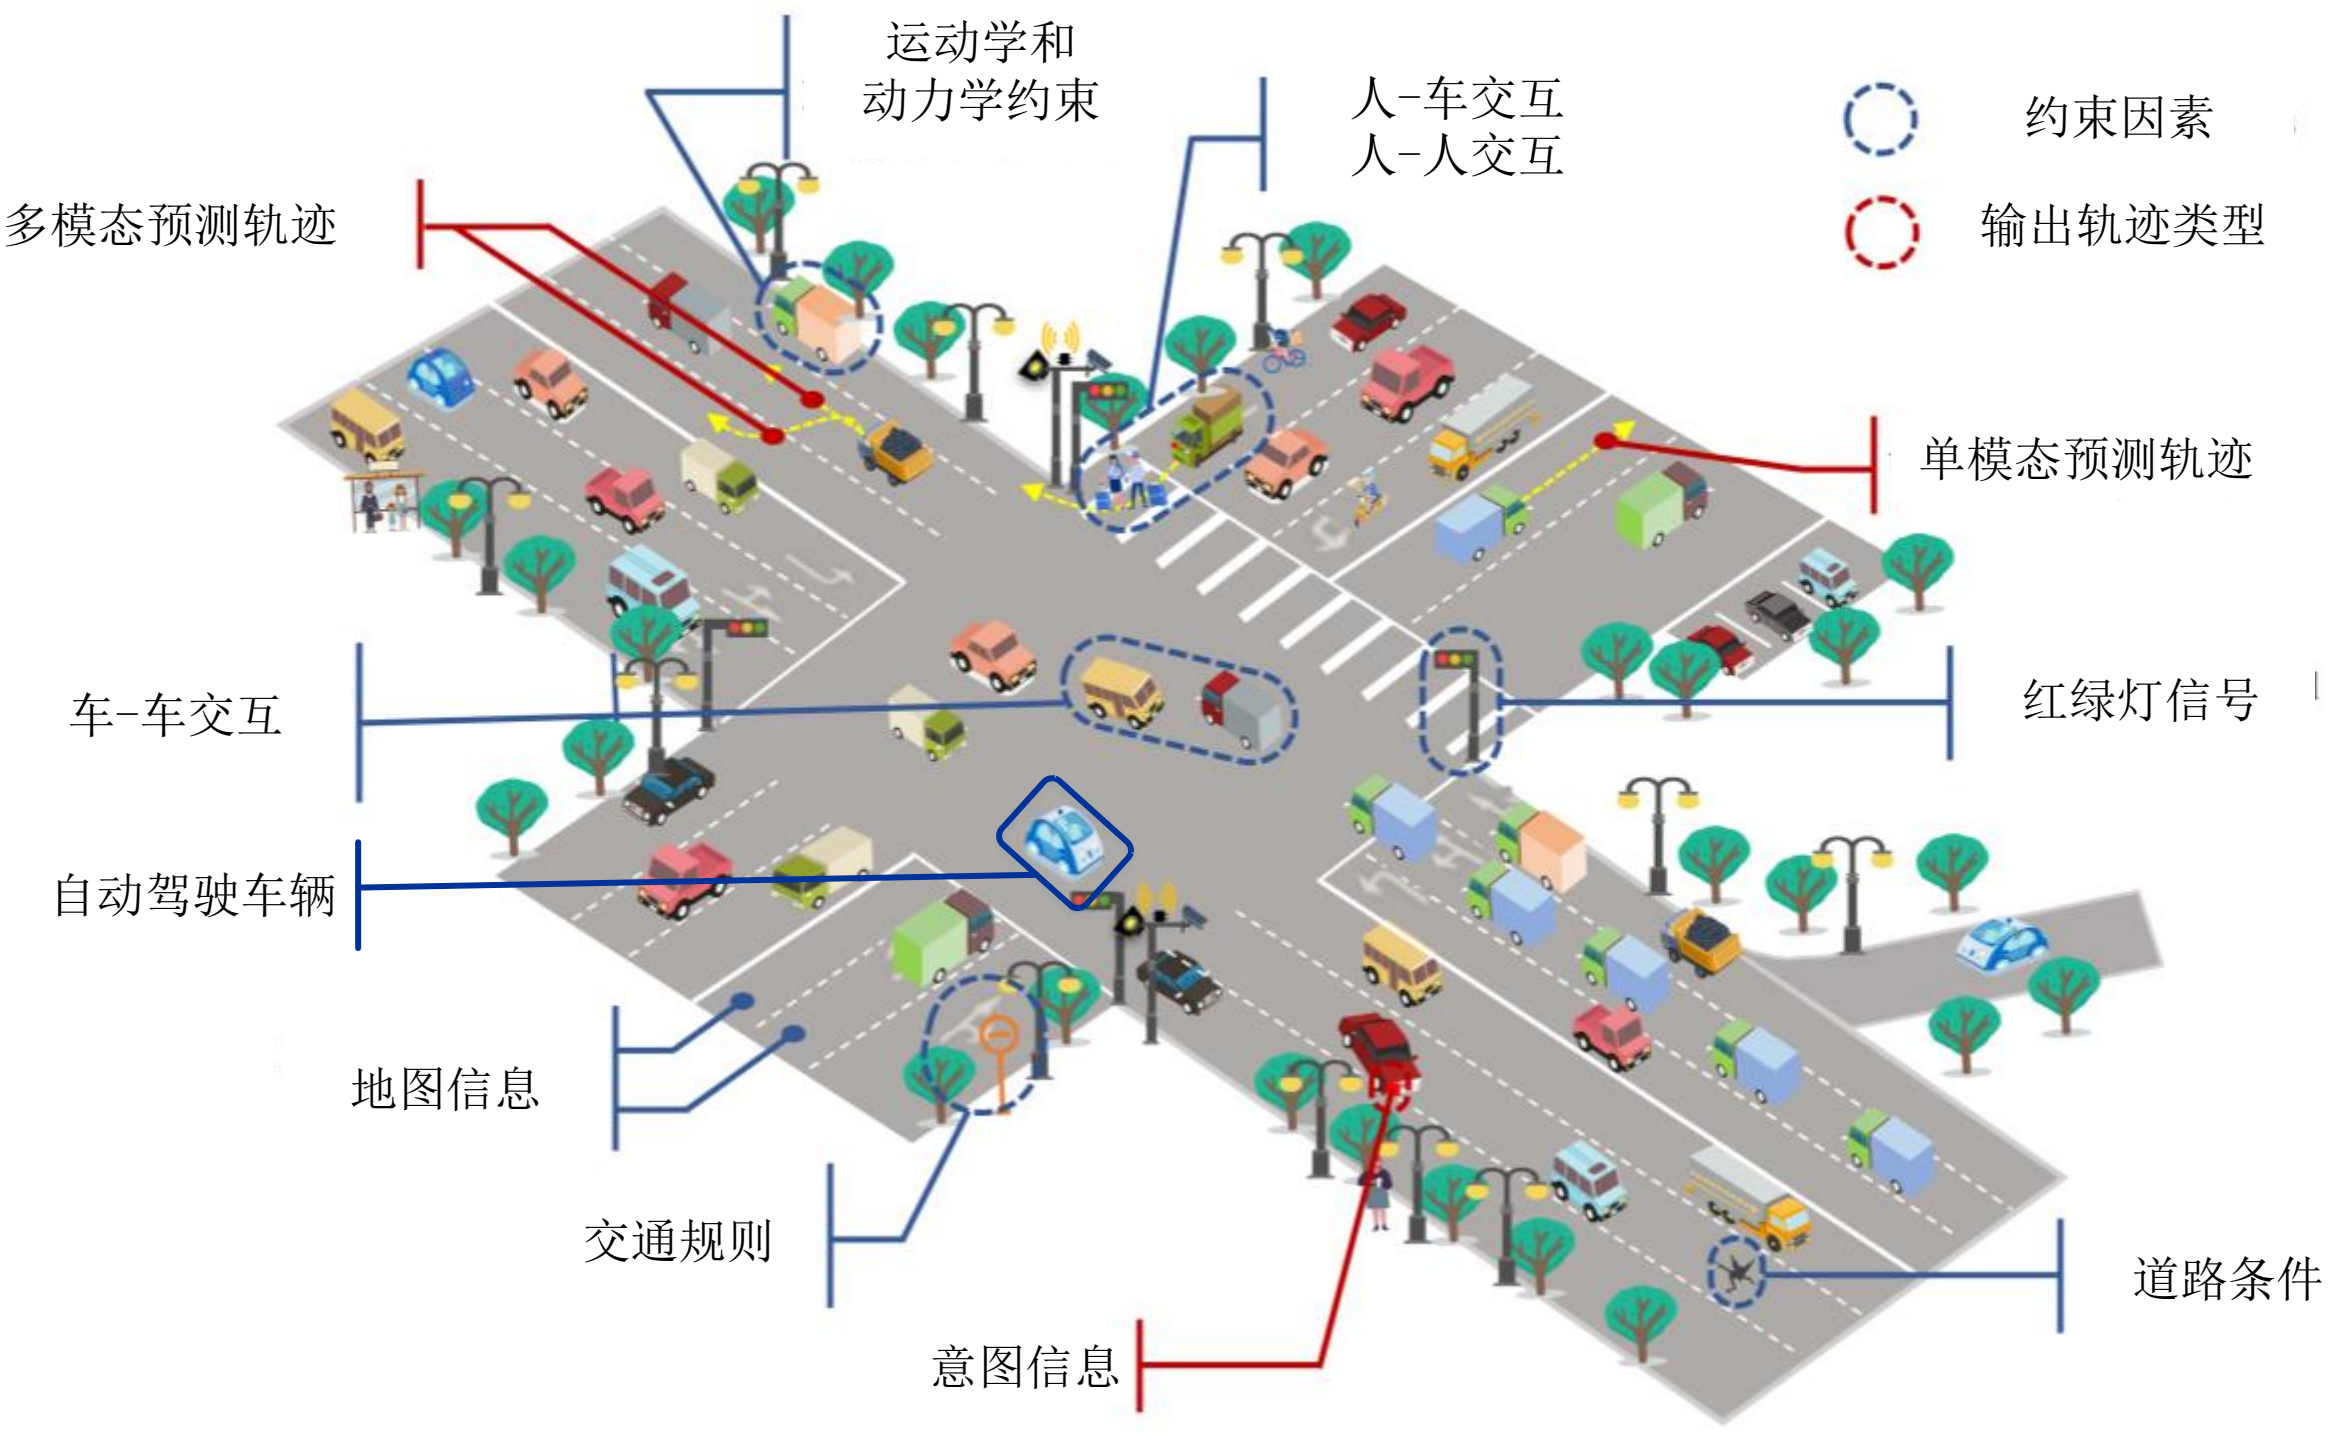 运动学和
动力学约束
人-车交互
人-人交互
约束因素
输出轨迹类型
多模态预测轨迹
单模态预测轨迹
车-车交互
红绿灯信号
自动驾驶车辆
地图信息
交通规则
道路条件
意图信息